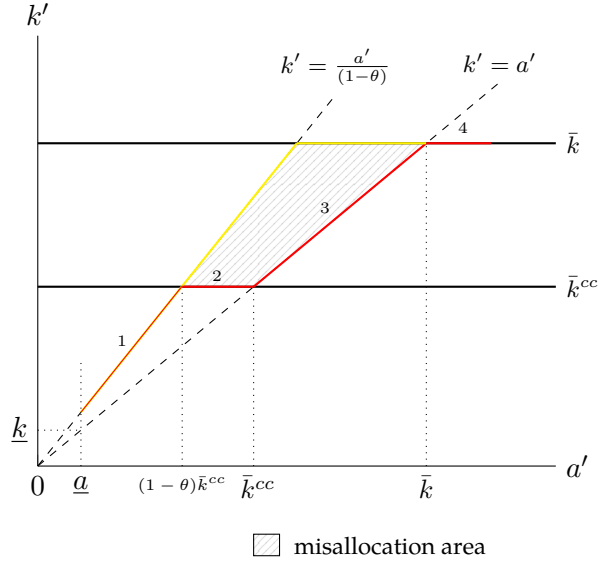 k′
k′ = a′/(1−θ)
k′ = a′
4
k̄
3
2
k̄ᶜᶜ
1
k̲
0
a̲
(1 − θ)k̄ᶜᶜ
k̄ᶜᶜ
k̄
a′
misallocation area